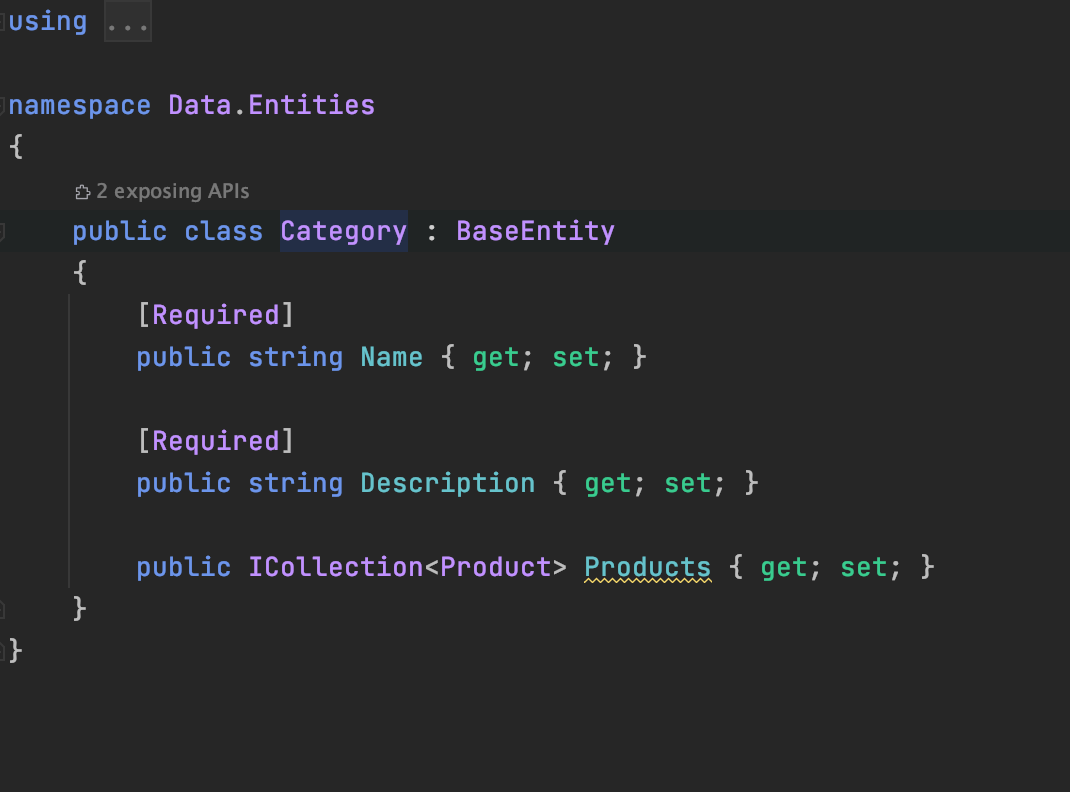 using ...
namespace Data.Entities
{
2 exposing APIs
public class Category : BaseEntity
{
[Required]
public string Name { get; set; }
[Required]
public string Description { get; set; }
public ICollection<Product> Products { get; set; }
}
}